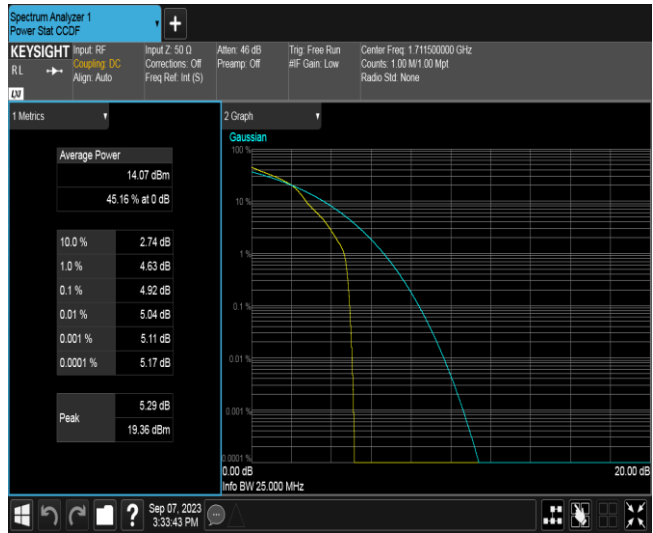 Spectrum Analyzer 1
Power Stat CCDF
+
KEYSIGHT
RL
LXI
Input: RF
Coupling: DC
Align: Auto
Input Z: 50 Ω
Corrections: Off
Freq Ref: Int (S)
Atten: 46 dB
Preamp: Off
Trig: Free Run
#IF Gain: Low
Center Freq: 1.711500000 GHz
Counts: 1.00 M/1.00 Mpt
Radio Std: None
1 Metrics
Average Power
14.07 dBm
45.16 % at 0 dB
10.0 % 2.74 dB
1.0 % 4.63 dB
0.1 % 4.92 dB
0.01 % 5.04 dB
0.001 % 5.11 dB
0.0001 % 5.17 dB
Peak 5.29 dB
19.36 dBm
2 Graph
Gaussian
100 %
10 %
1 %
0.1 %
0.01 %
0.001 %
0.0001 %
0.00 dB 20.00 dB
Info BW 25.000 MHz
?
Sep 07, 2023
3:33:43 PM